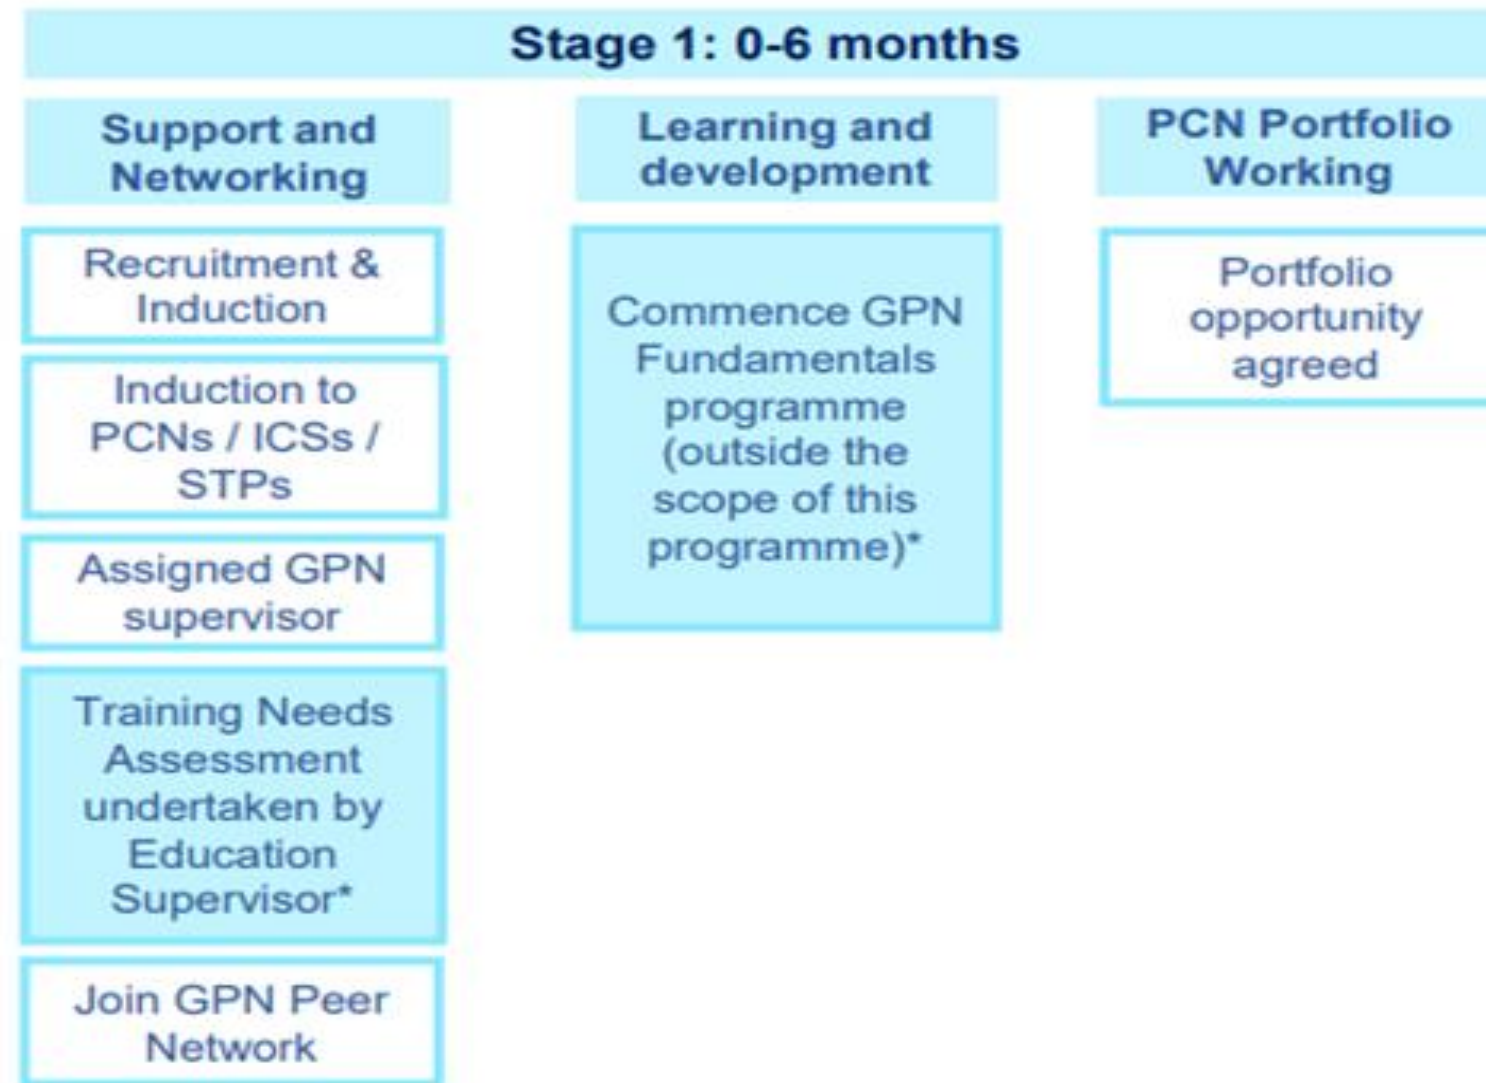 Stage 1: 0-6 months
Support and
Networking
Recruitment &
Induction
Induction to
PCNs / ICSs /
STPs
Assigned GPN
supervisor
Training Needs
Assessment
undertaken by
Education
Supervisor*
Join GPN Peer
Network
Learning and
development
Commence GPN
Fundamentals
programme
(outside the
scope of this
programme)*
PCN Portfolio
Working
Portfolio
opportunity
agreed